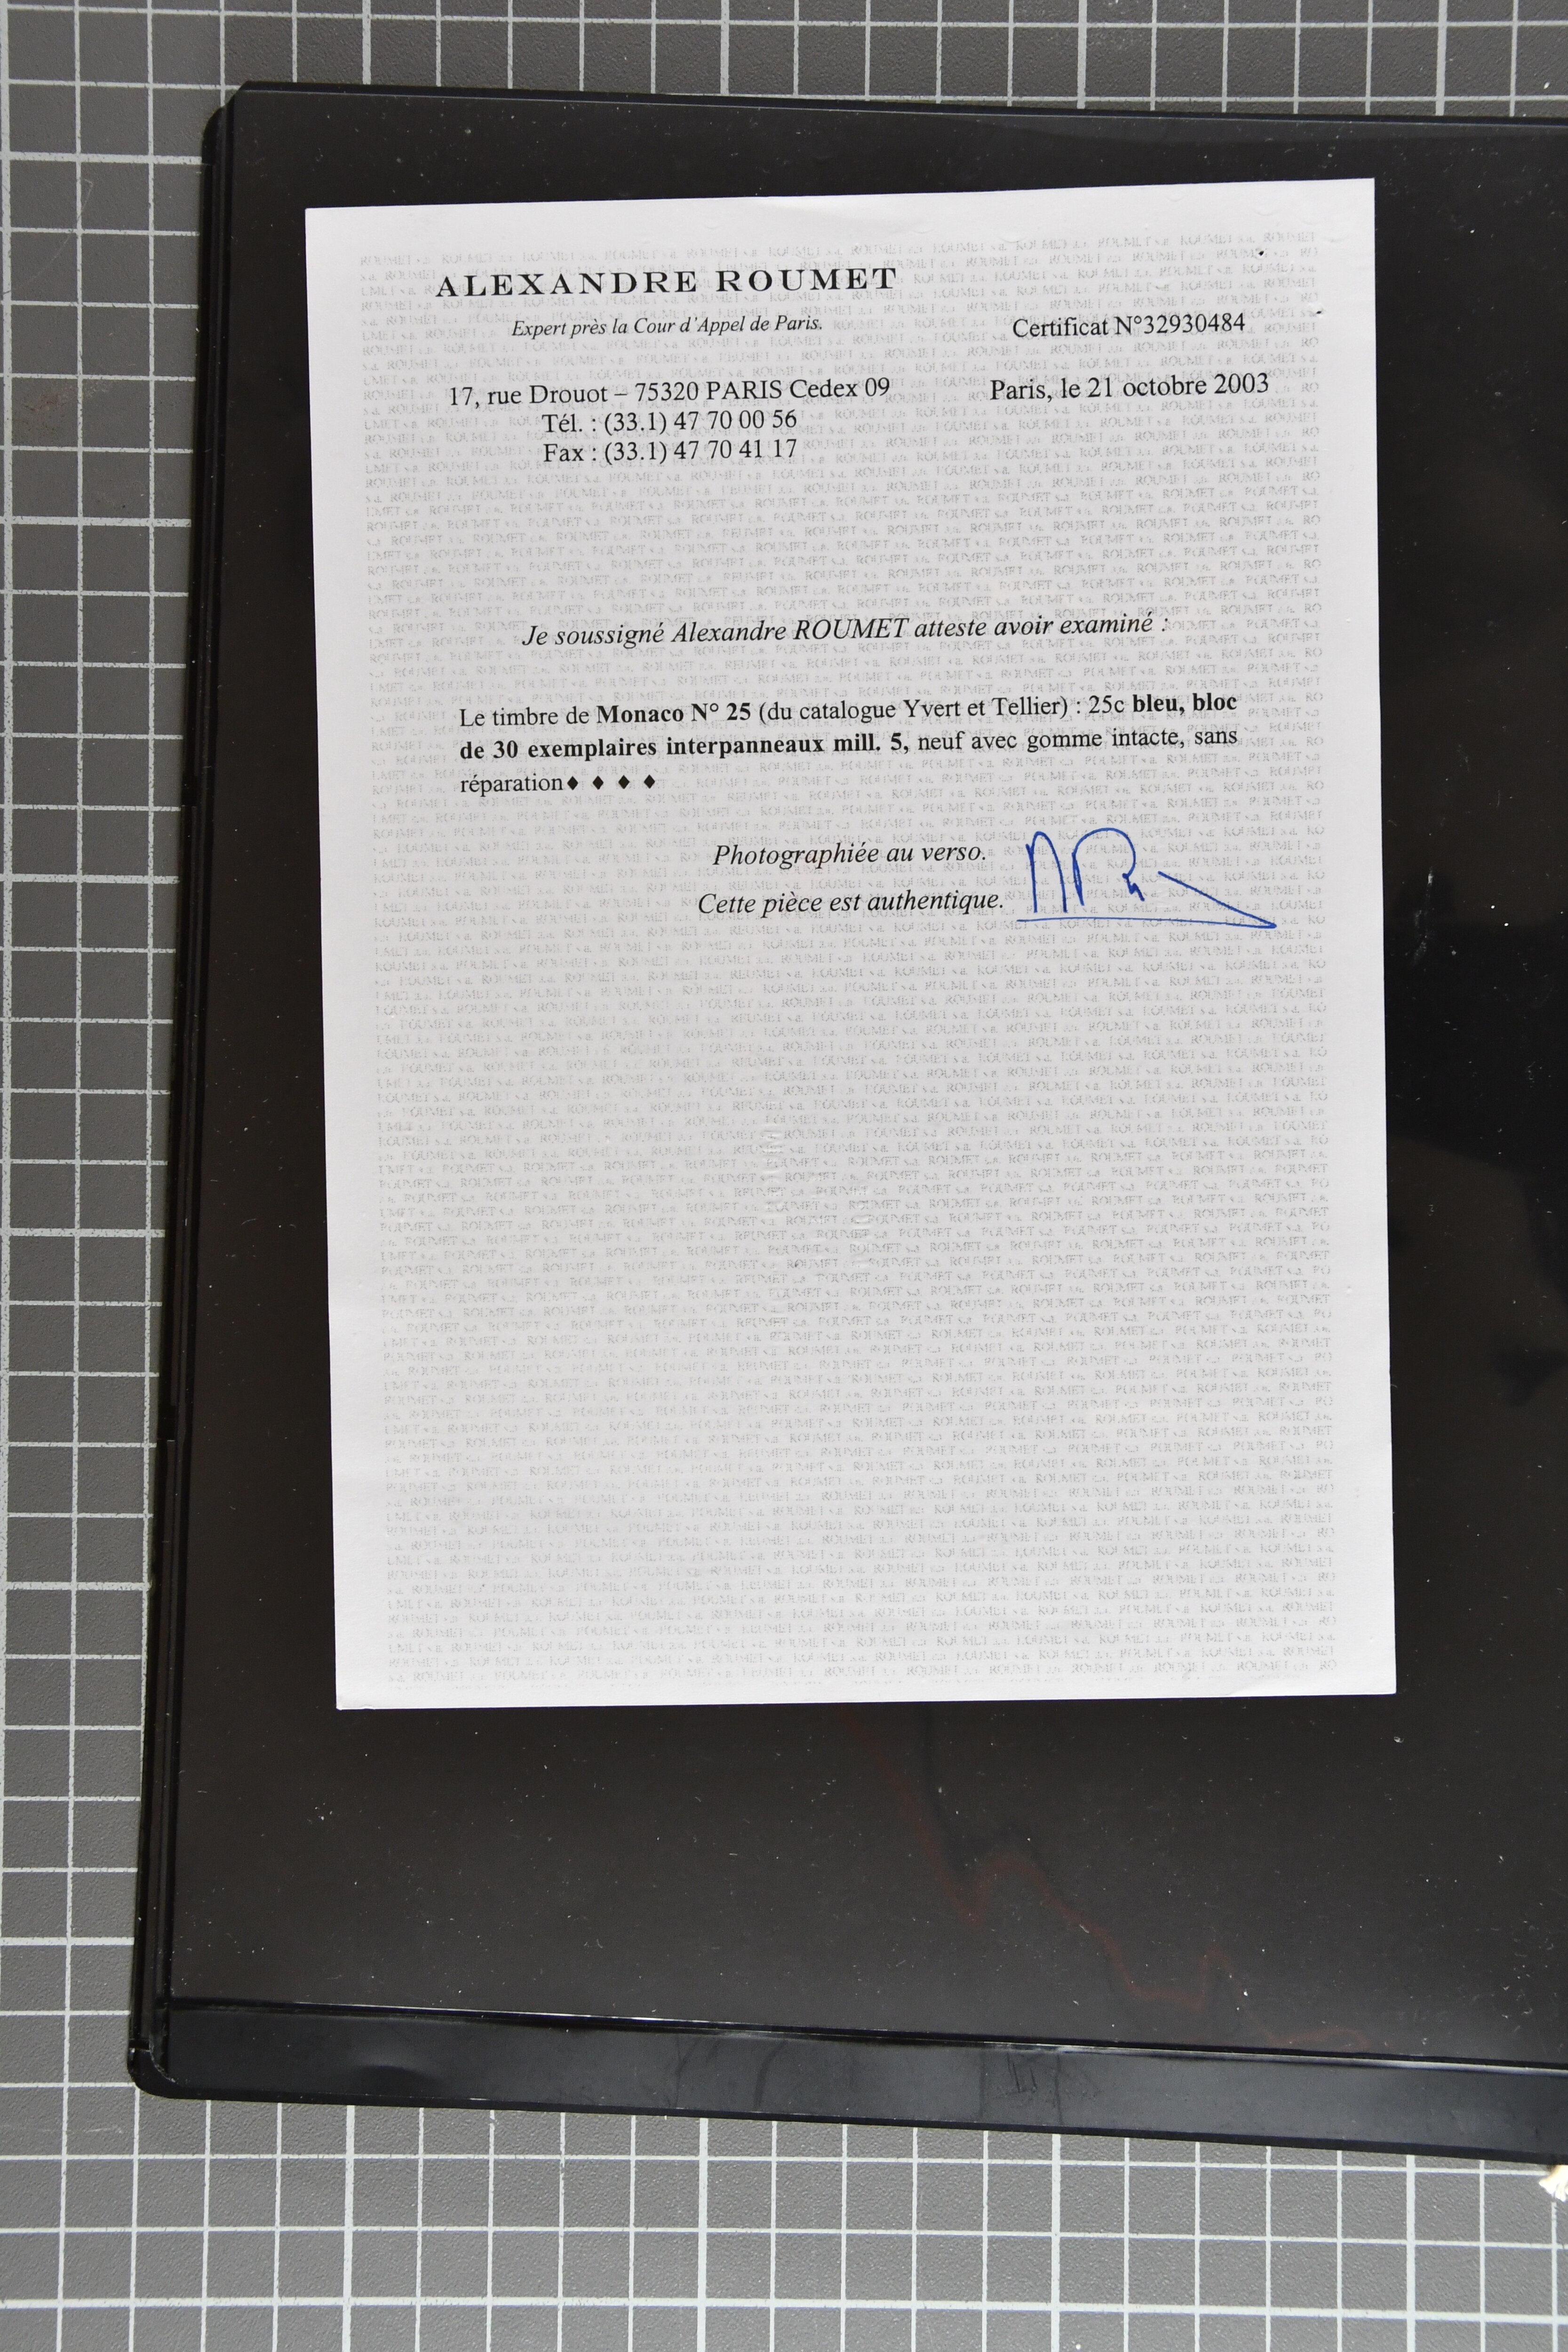 ALEXANDRE ROUMET
Expert près la Cour d'Appel de Paris.
Certificat N°32930484
17, rue Drouot – 75320 PARIS Cedex 09
Paris, le 21 octobre 2003
Tél. : (33.1) 47 70 00 56
Fax : (33.1) 47 70 41 17
Je soussigné Alexandre ROUMET atteste avoir examiné :
Le timbre de Monaco N° 25 (du catalogue Yvert et Tellier) : 25c bleu, bloc
de 30 exemplaires interpanneaux mill. 5, neuf avec gomme intacte, sans
réparation♦ ♦ ♦ ♦
Photographiée au verso.
Cette pièce est authentique.